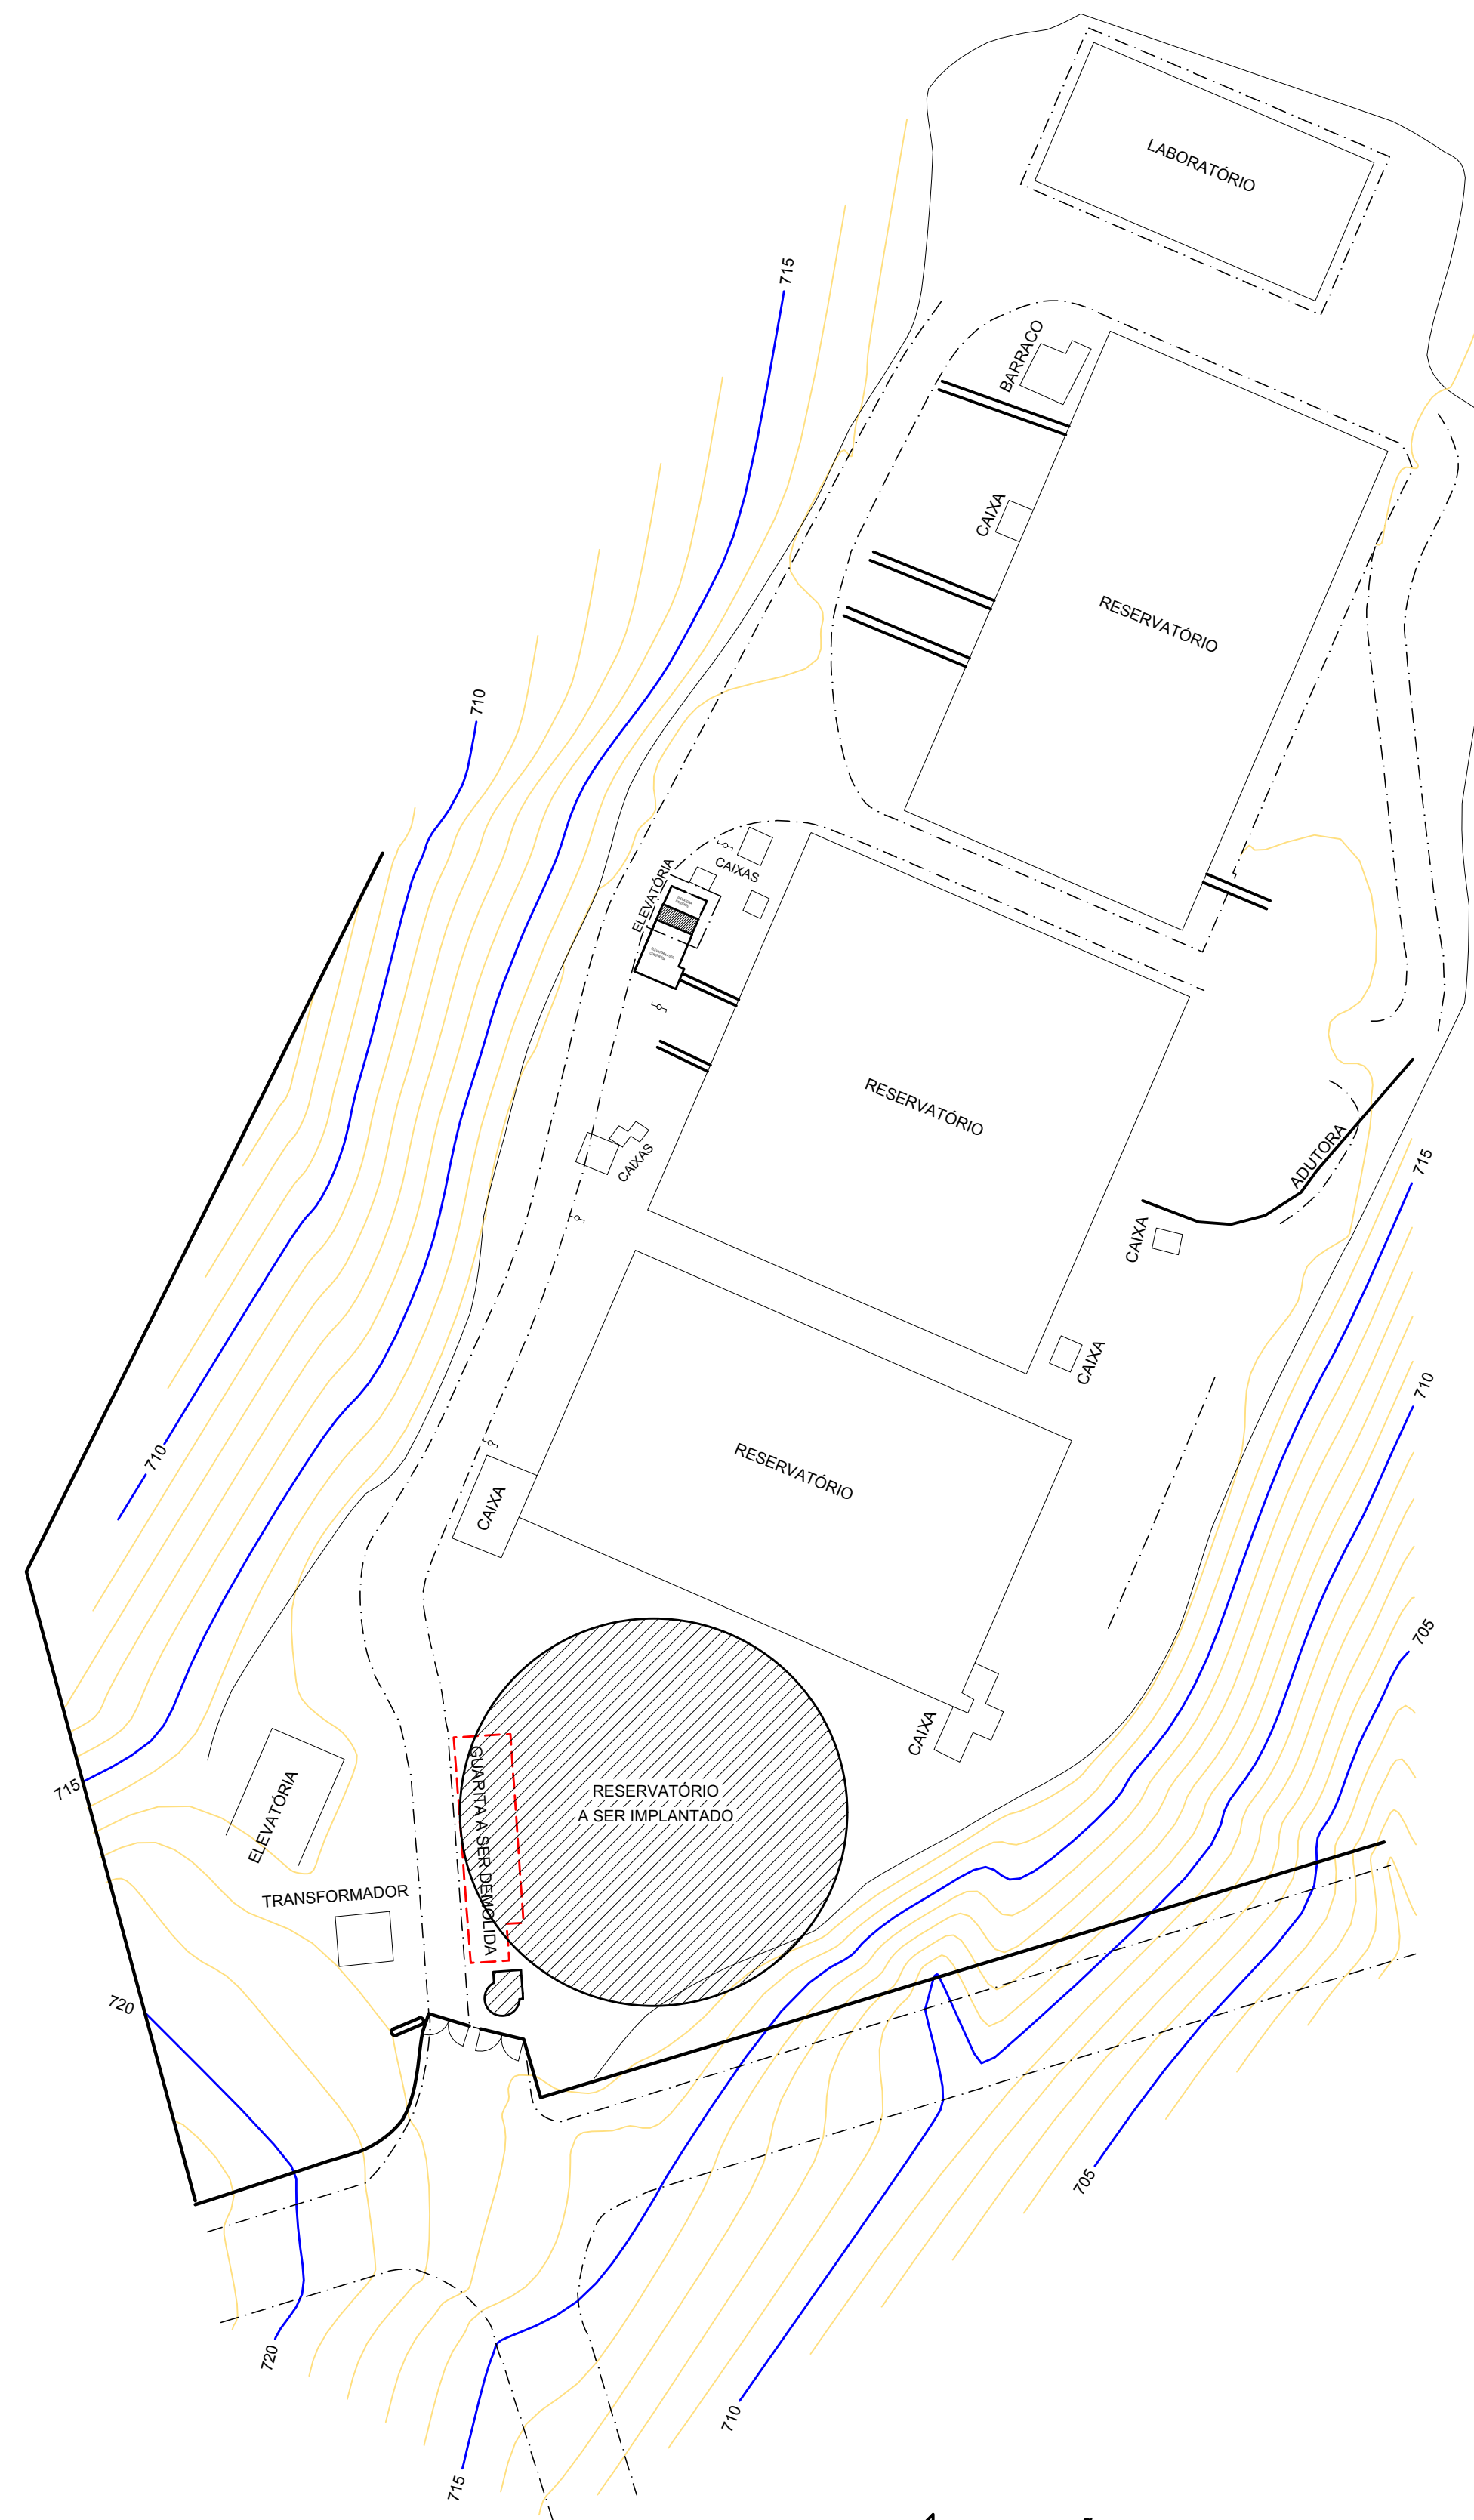 LABORATÓRIO
715
BARRACO
CAIXA
RESERVATÓRIO
710
CAIXAS
ELEVATÓRIA
RESERVATÓRIO
CAIXAS
ADUTORA
715
CAIXA
CAIXA
710
RESERVATÓRIO
710
CAIXA
705
CAIXA
715
GUARITA A SER DEMOLIDA
RESERVATÓRIO
A SER IMPLANTADO
ELEVATÓRIA
TRANSFORMADOR
720
705
720
710
715